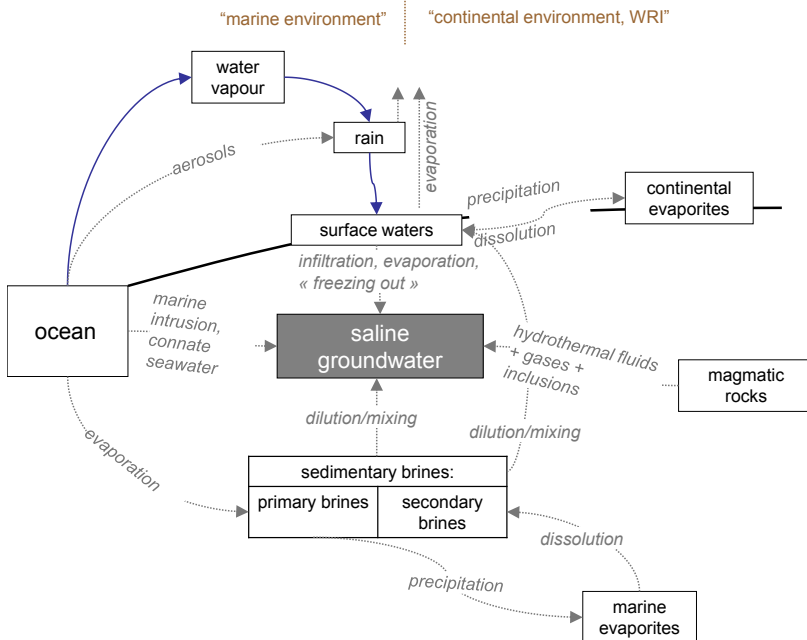 “marine environment”
“continental environment, WRI”
water
vapour
rain
aerosols
evaporation
precipitation
continental
evaporites
surface waters
dissolution
infiltration, evaporation,
« freezing out »
ocean
marine
intrusion,
connate
seawater
saline
groundwater
hydrothermal fluids
+ gases +
inclusions
magmatic
rocks
dilution/mixing
dilution/mixing
evaporation
sedimentary brines:
primary brines
secondary
brines
dissolution
precipitation
marine
evaporites